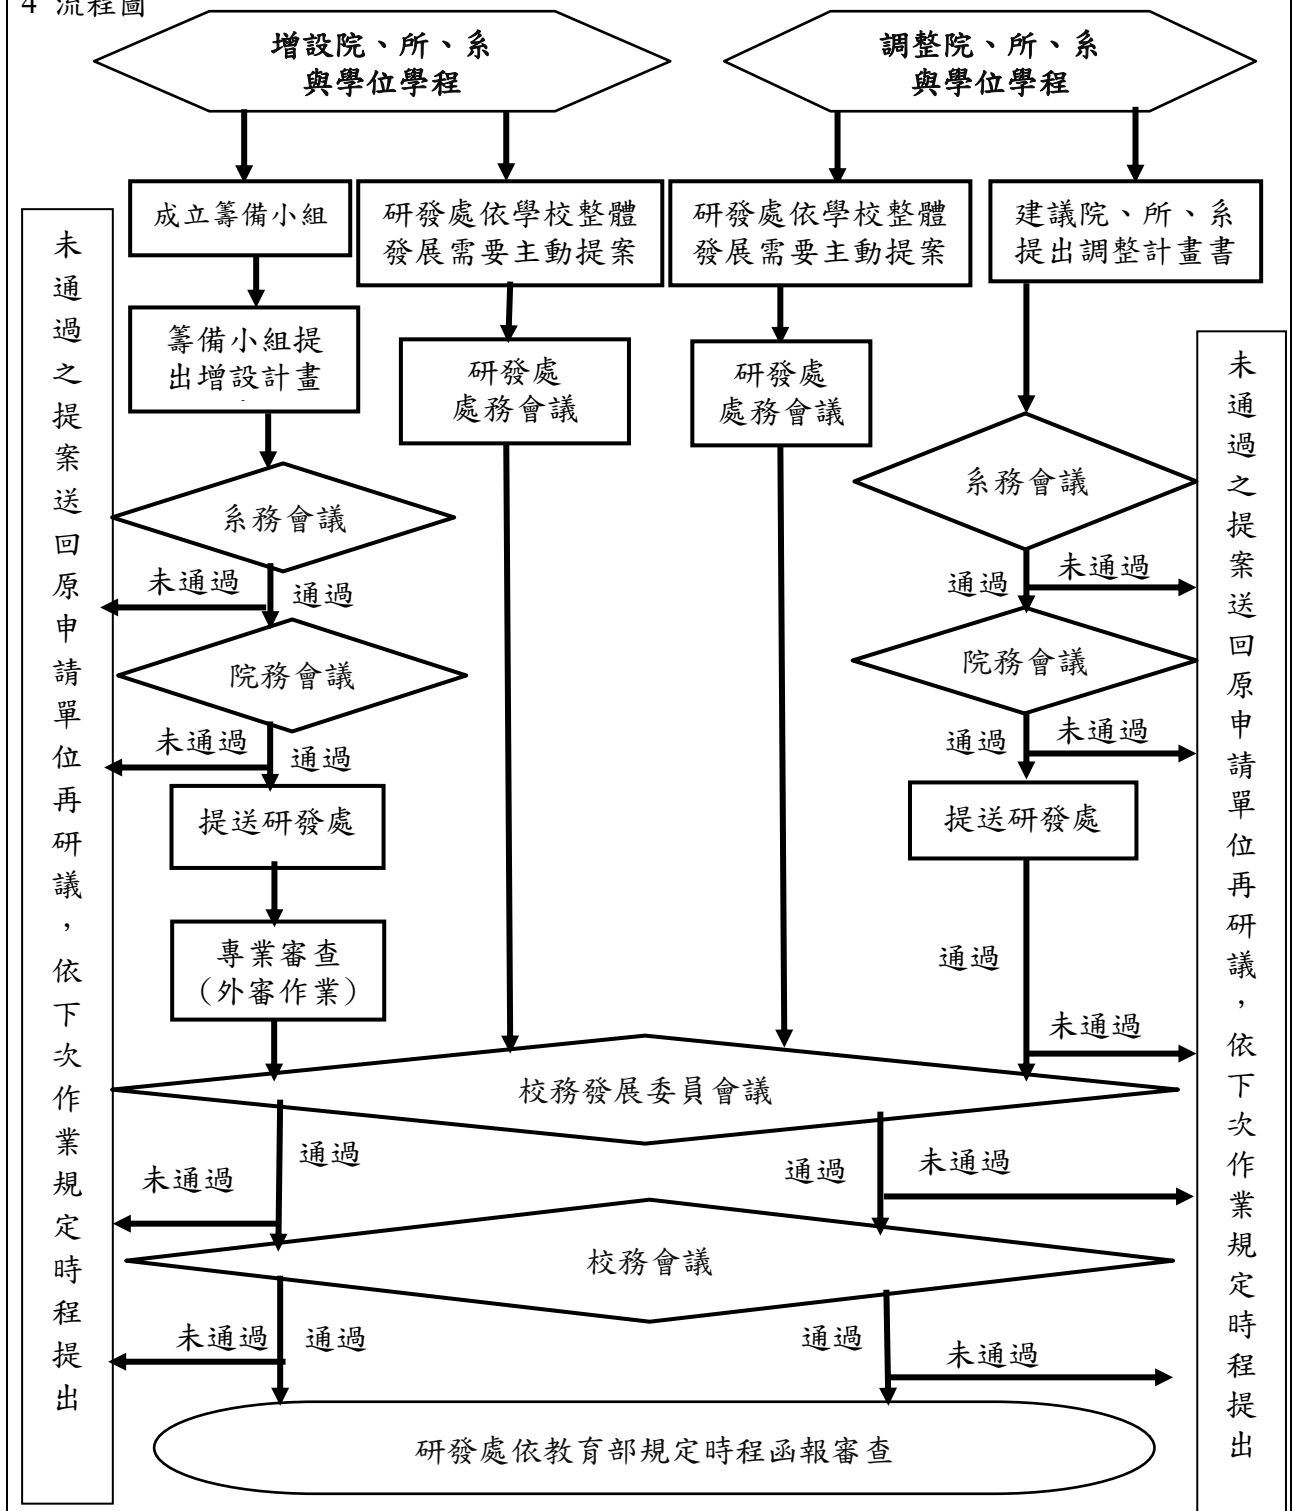 4 流程圖
增設院、所、系
與學位學程
調整院、所、系
與學位學程
成立籌備小組
研發處依學校整體
發展需要主動提案
研發處依學校整體
發展需要主動提案
建議院、所、系
提出調整計畫書
籌備小組提
出增設計畫
研發處
處務會議
研發處
處務會議
系務會議
系務會議
未通過
通過
通過
未通過
院務會議
院務會議
未通過
通過
通過
未通過
提送研發處
提送研發處
專業審查
（外審作業）
通過
未通過
校務發展委員會議
通過
未通過
通過
未通過
校務會議
未通過
通過
通過
未通過
研發處依教育部規定時程函報審查
未通過之提案送回原申請單位再研議，依下次作業規定時程提出
未通過之提案送回原申請單位再研議，依下次作業規定時程提出